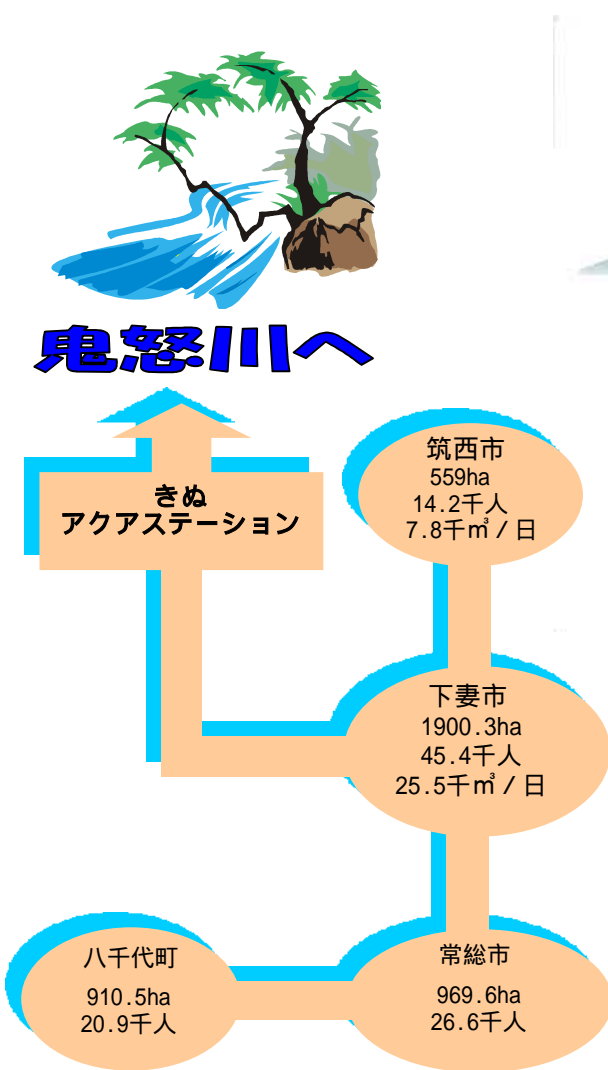 鬼怒川へ
きぬ
アクアステーション
筑西市
559ha
14.2千人
7.8千㎥／日
下妻市
1900.3ha
45.4千人
25.5千㎥／日
八千代町
910.5ha
20.9千人
常総市
969.6ha
26.6千人